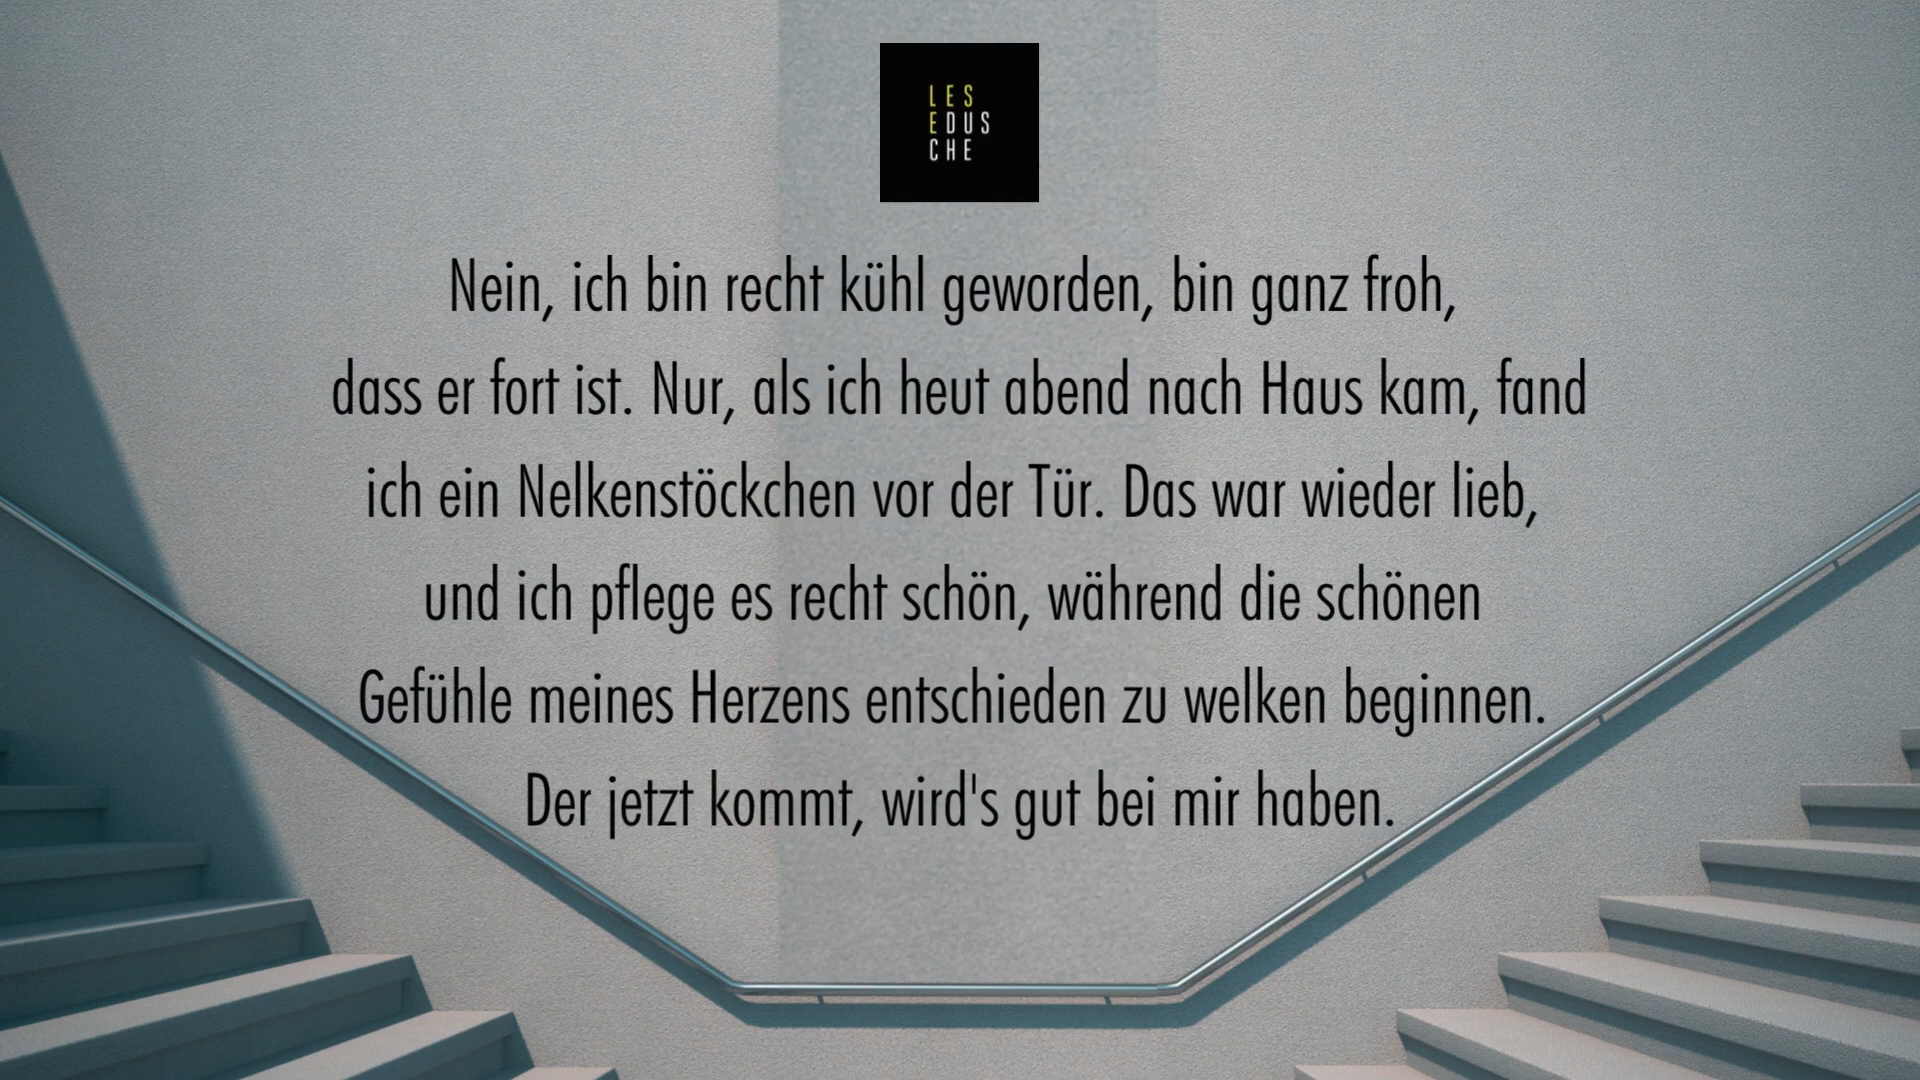 LES
EDUS
CHE
Nein, ich bin recht kühl geworden, bin ganz froh,
dass er fort ist. Nur, als ich heut abend nach Haus kam, fand
ich ein Nelkenstöckchen vor der Tür. Das war wieder lieb,
und ich pflege es recht schön, während die schönen
Gefühle meines Herzens entschieden zu welken beginnen.
Der jetzt kommt, wird's gut bei mir haben.